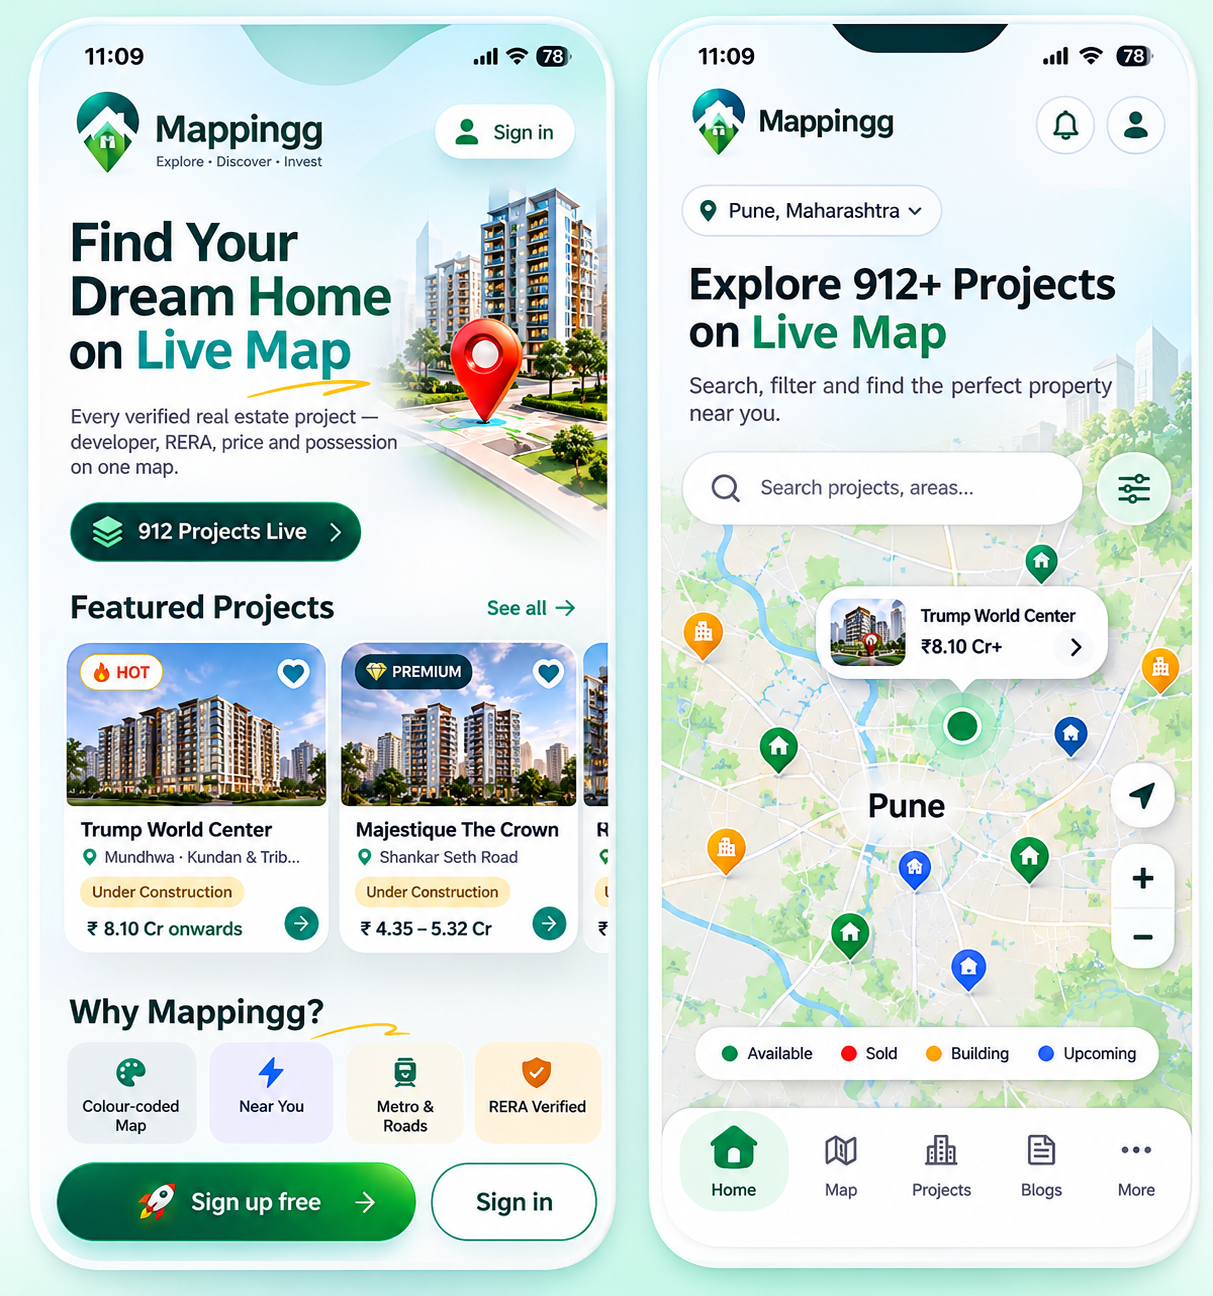 11:09
78
Mappingg
Explore • Discover • Invest
Sign in
Find Your
Dream Home
on Live Map
Every verified real estate project —
developer, RERA, price and possession
on one map.
912 Projects Live
Featured Projects
See all
HOT
PREMIUM
Trump World Center
Mundhwa · Kundan & Trib...
Under Construction
₹ 8.10 Cr onwards
Majestique The Crown
Shankar Seth Road
Under Construction
₹ 4.35 – 5.32 Cr
R
U
₹
Why Mappingg?
Colour-coded
Map
Near You
Metro &
Roads
RERA Verified
Sign up free
Sign in
11:09
78
Mappingg
Pune, Maharashtra
Explore 912+ Projects
on Live Map
Search, filter and find the perfect property
near you.
Search projects, areas...
Trump World Center
₹8.10 Cr+
Pune
Available
Sold
Building
Upcoming
Home
Map
Projects
Blogs
More